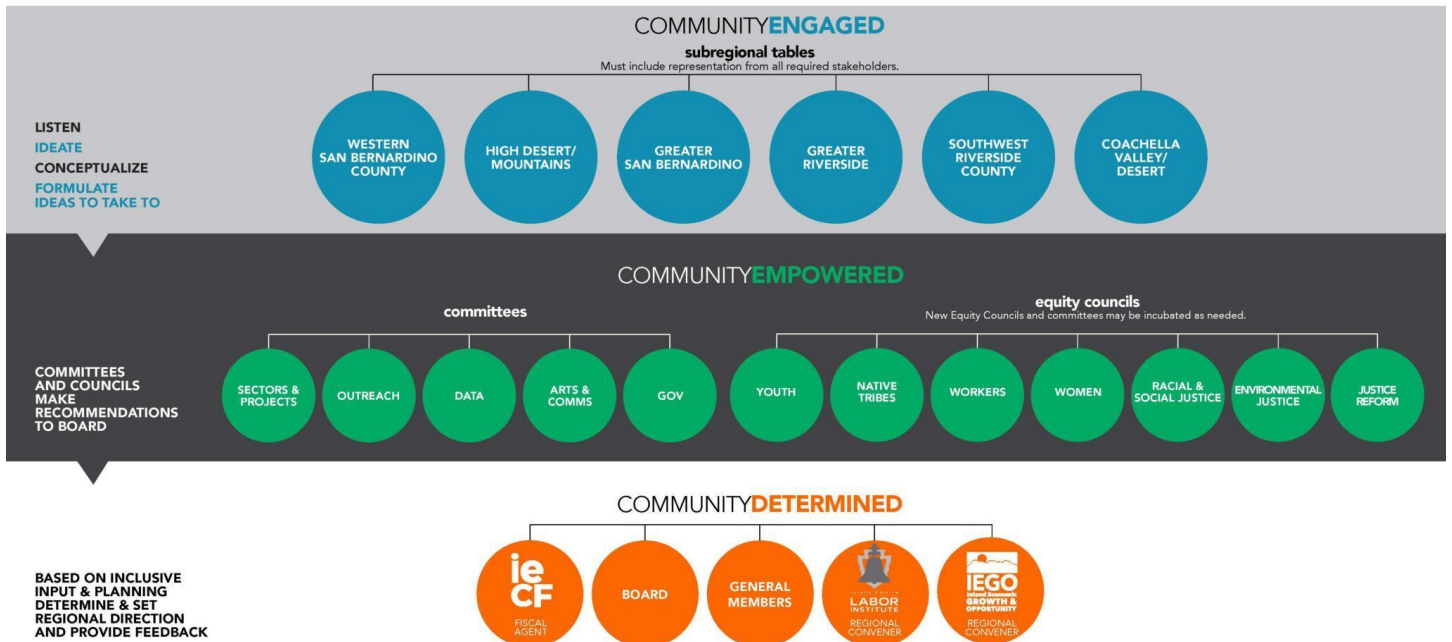 COMMUNITYENGAGED
subregional tables
Must include representation from all required stakeholders.
LISTEN
IDEATE
CONCEPTUALIZE
FORMULATE
IDEAS TO TAKE TO
WESTERN
SAN BERNARDINO
COUNTY
HIGH DESERT/
MOUNTAINS
GREATER
SAN BERNARDINO
GREATER
RIVERSIDE
SOUTHWEST
RIVERSIDE
COUNTY
COACHELLA
VALLEY/
DESERT
COMMUNITYEMPOWERED
committees
equity councils
New Equity Councils and committees may be incubated as needed.
COMMITTEES
AND COUNCILS
MAKE
RECOMMENDATIONS
TO BOARD
SECTORS &
PROJECTS
OUTREACH
DATA
ARTS &
COMMS
GOV
YOUTH
NATIVE
TRIBES
WORKERS
WOMEN
RACIAL &
SOCIAL JUSTICE
ENVIRONMENTAL
JUSTICE
JUSTICE
REFORM
COMMUNITYDETERMINED
BASED ON INCLUSIVE
INPUT & PLANNING
DETERMINE & SET
REGIONAL DIRECTION
AND PROVIDE FEEDBACK
ie
CF
FISCAL
AGENT
BOARD
GENERAL
MEMBERS
INLAND EMPIRE
LABOR
INSTITUTE
REGIONAL
CONVENER
IEGO
Inland Economic
GROWTH &
OPPORTUNITY
REGIONAL
CONVENER